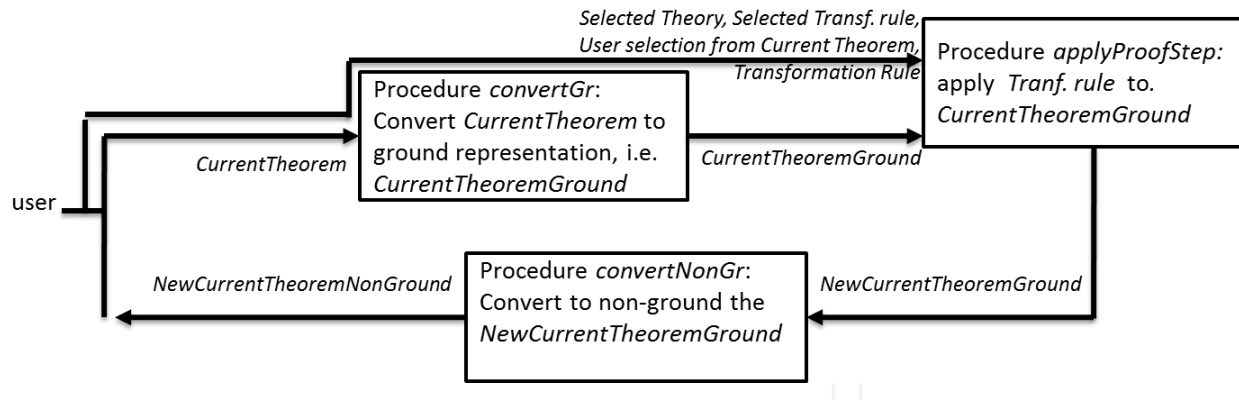 Selected Theory, Selected Transf. rule,
User selection from Current Theorem,
Transformation Rule
Procedure applyProofStep:
apply Tranf. rule to.
CurrentTheoremGround
Procedure convertGr:
Convert CurrentTheorem to
ground representation, i.e.
CurrentTheoremGround
CurrentTheorem
CurrentTheoremGround
user
NewCurrentTheoremNonGround
Procedure convertNonGr:
Convert to non-ground the
NewCurrentTheoremGround
NewCurrentTheoremGround